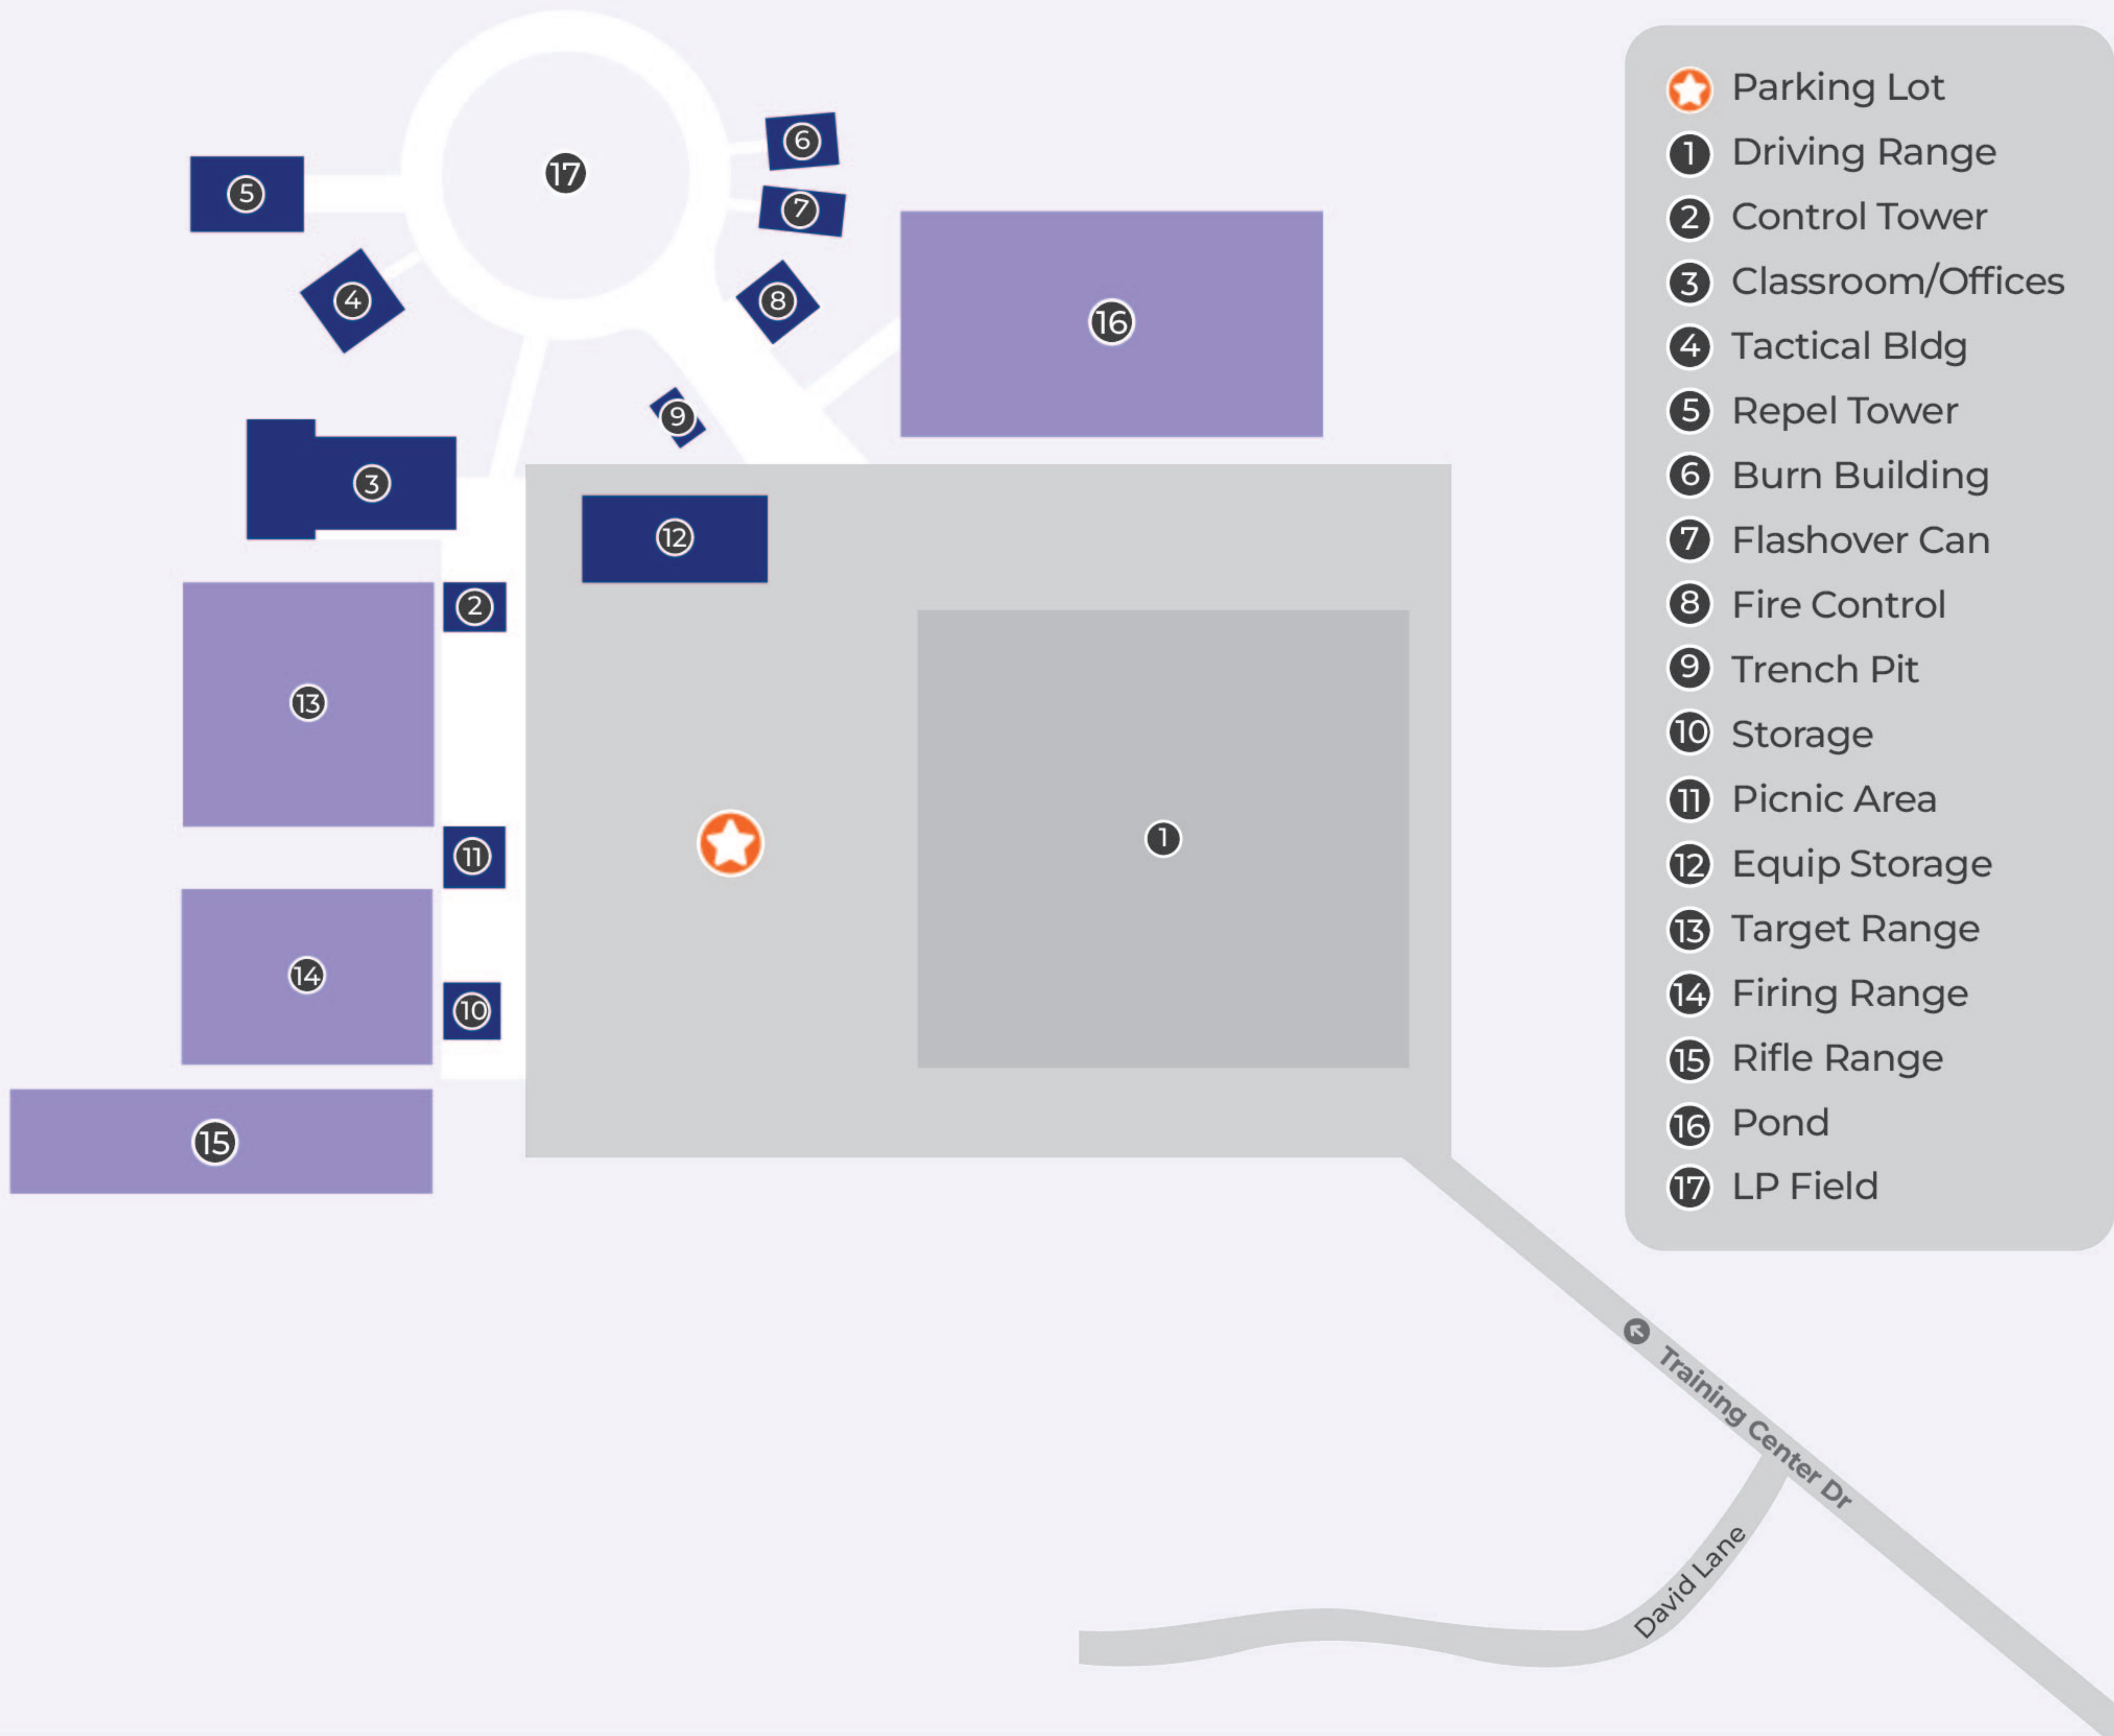 6
17
5
7
4
8
16
9
3
12
2
13
1
11
14
10
15
Parking Lot
1 Driving Range
2 Control Tower
3 Classroom/Offices
4 Tactical Bldg
5 Repel Tower
6 Burn Building
7 Flashover Can
8 Fire Control
9 Trench Pit
10 Storage
11 Picnic Area
12 Equip Storage
13 Target Range
14 Firing Range
15 Rifle Range
16 Pond
17 LP Field
Training Center Dr
David Lane